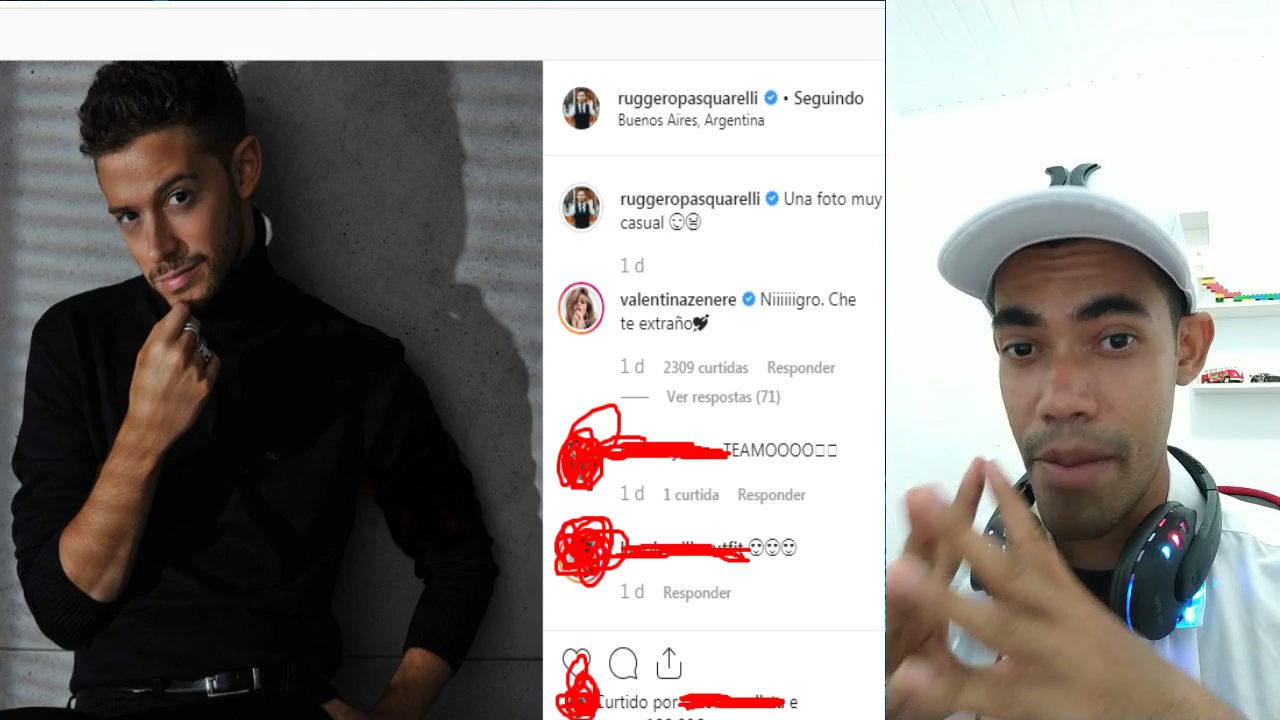 ruggeropasquarelli • Seguindo
Buenos Aires, Argentina
ruggeropasquarelli Una foto muy
casual
1 d
valentinazenere Niiiiiigro. Che
te extraño
1 d 2309 curtidas Responder
Ver respostas (71)
TEAMOOOO
1 d 1 curtida Responder
1 d Responder
Curtido por e